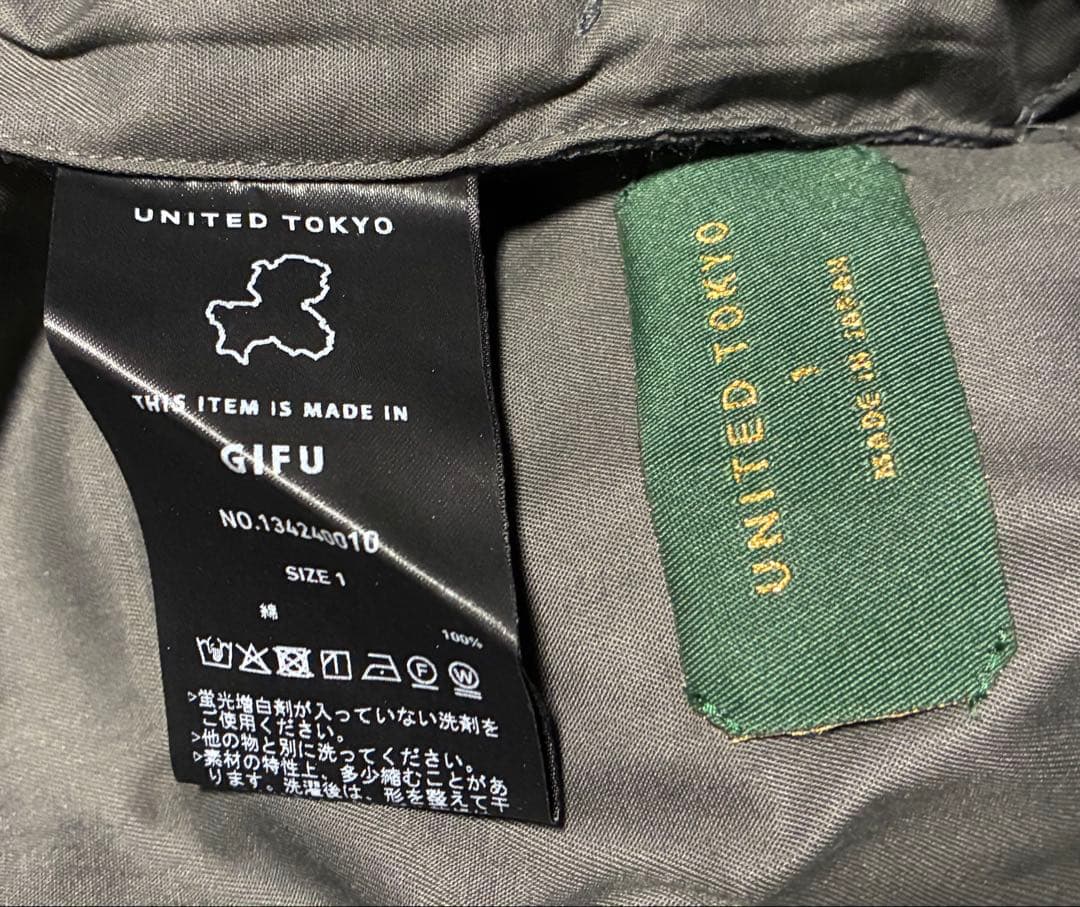 UNITED TOKYO
THIS ITEM IS MADE IN
GIFU
NO.134240010
SIZE 1
綿
100%
F W
▷蛍光増白剤が入っていない洗剤を
ご使用ください。
▷他の物と別に洗ってください。
▷素材の特性上、多少縮むことがあ
ります。洗濯後は、形を整えて干
UNITED TOKYO
1
MADE IN JAPAN